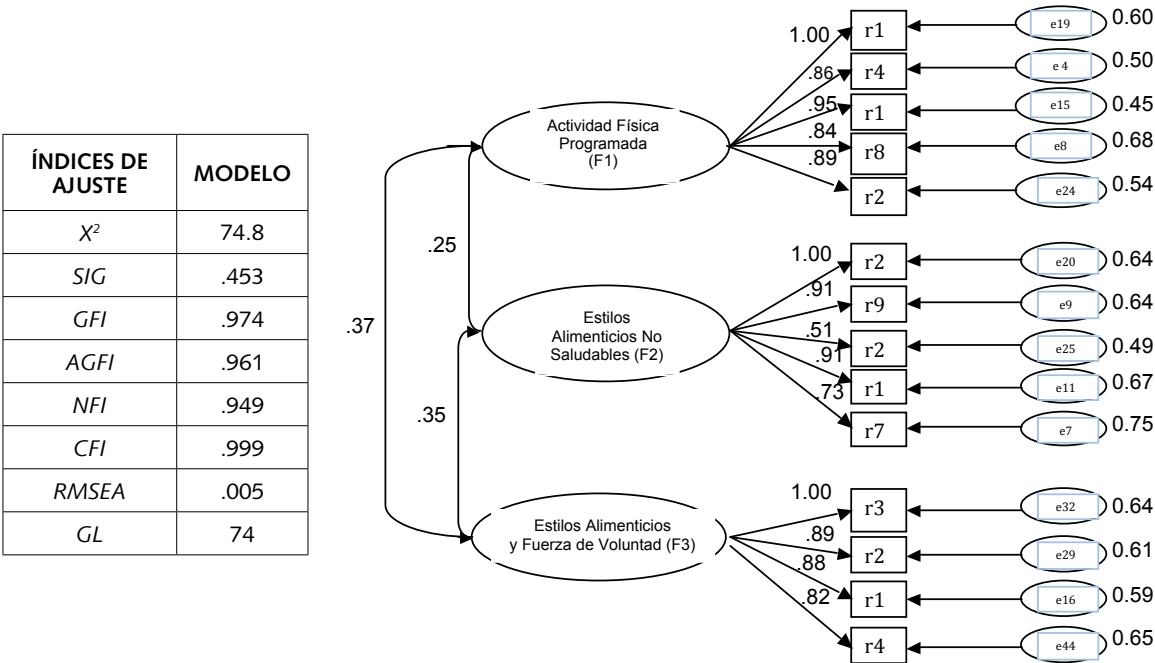 ÍNDICES DE
AJUSTE
MODELO
X² 74.8
SIG .453
GFI .974
AGFI .961
NFI .949
CFI .999
RMSEA .005
GL 74
.37
.25
.35
Actividad Física
Programada
(F1)
1.00 r1 e19 0.60
.86 r4 e 4 0.50
.95 r1 e15 0.45
.84 r8 e8 0.68
.89 r2 e24 0.54
Estilos
Alimenticios No
Saludables (F2)
1.00 r2 e20 0.64
.91 r9 e9 0.64
.51 r2 e25 0.49
.91 r1 e11 0.67
.73 r7 e7 0.75
Estilos Alimenticios
y Fuerza de Voluntad (F3)
1.00 r3 e32 0.64
.89 r2 e29 0.61
.88 r1 e16 0.59
.82 r4 e44 0.65